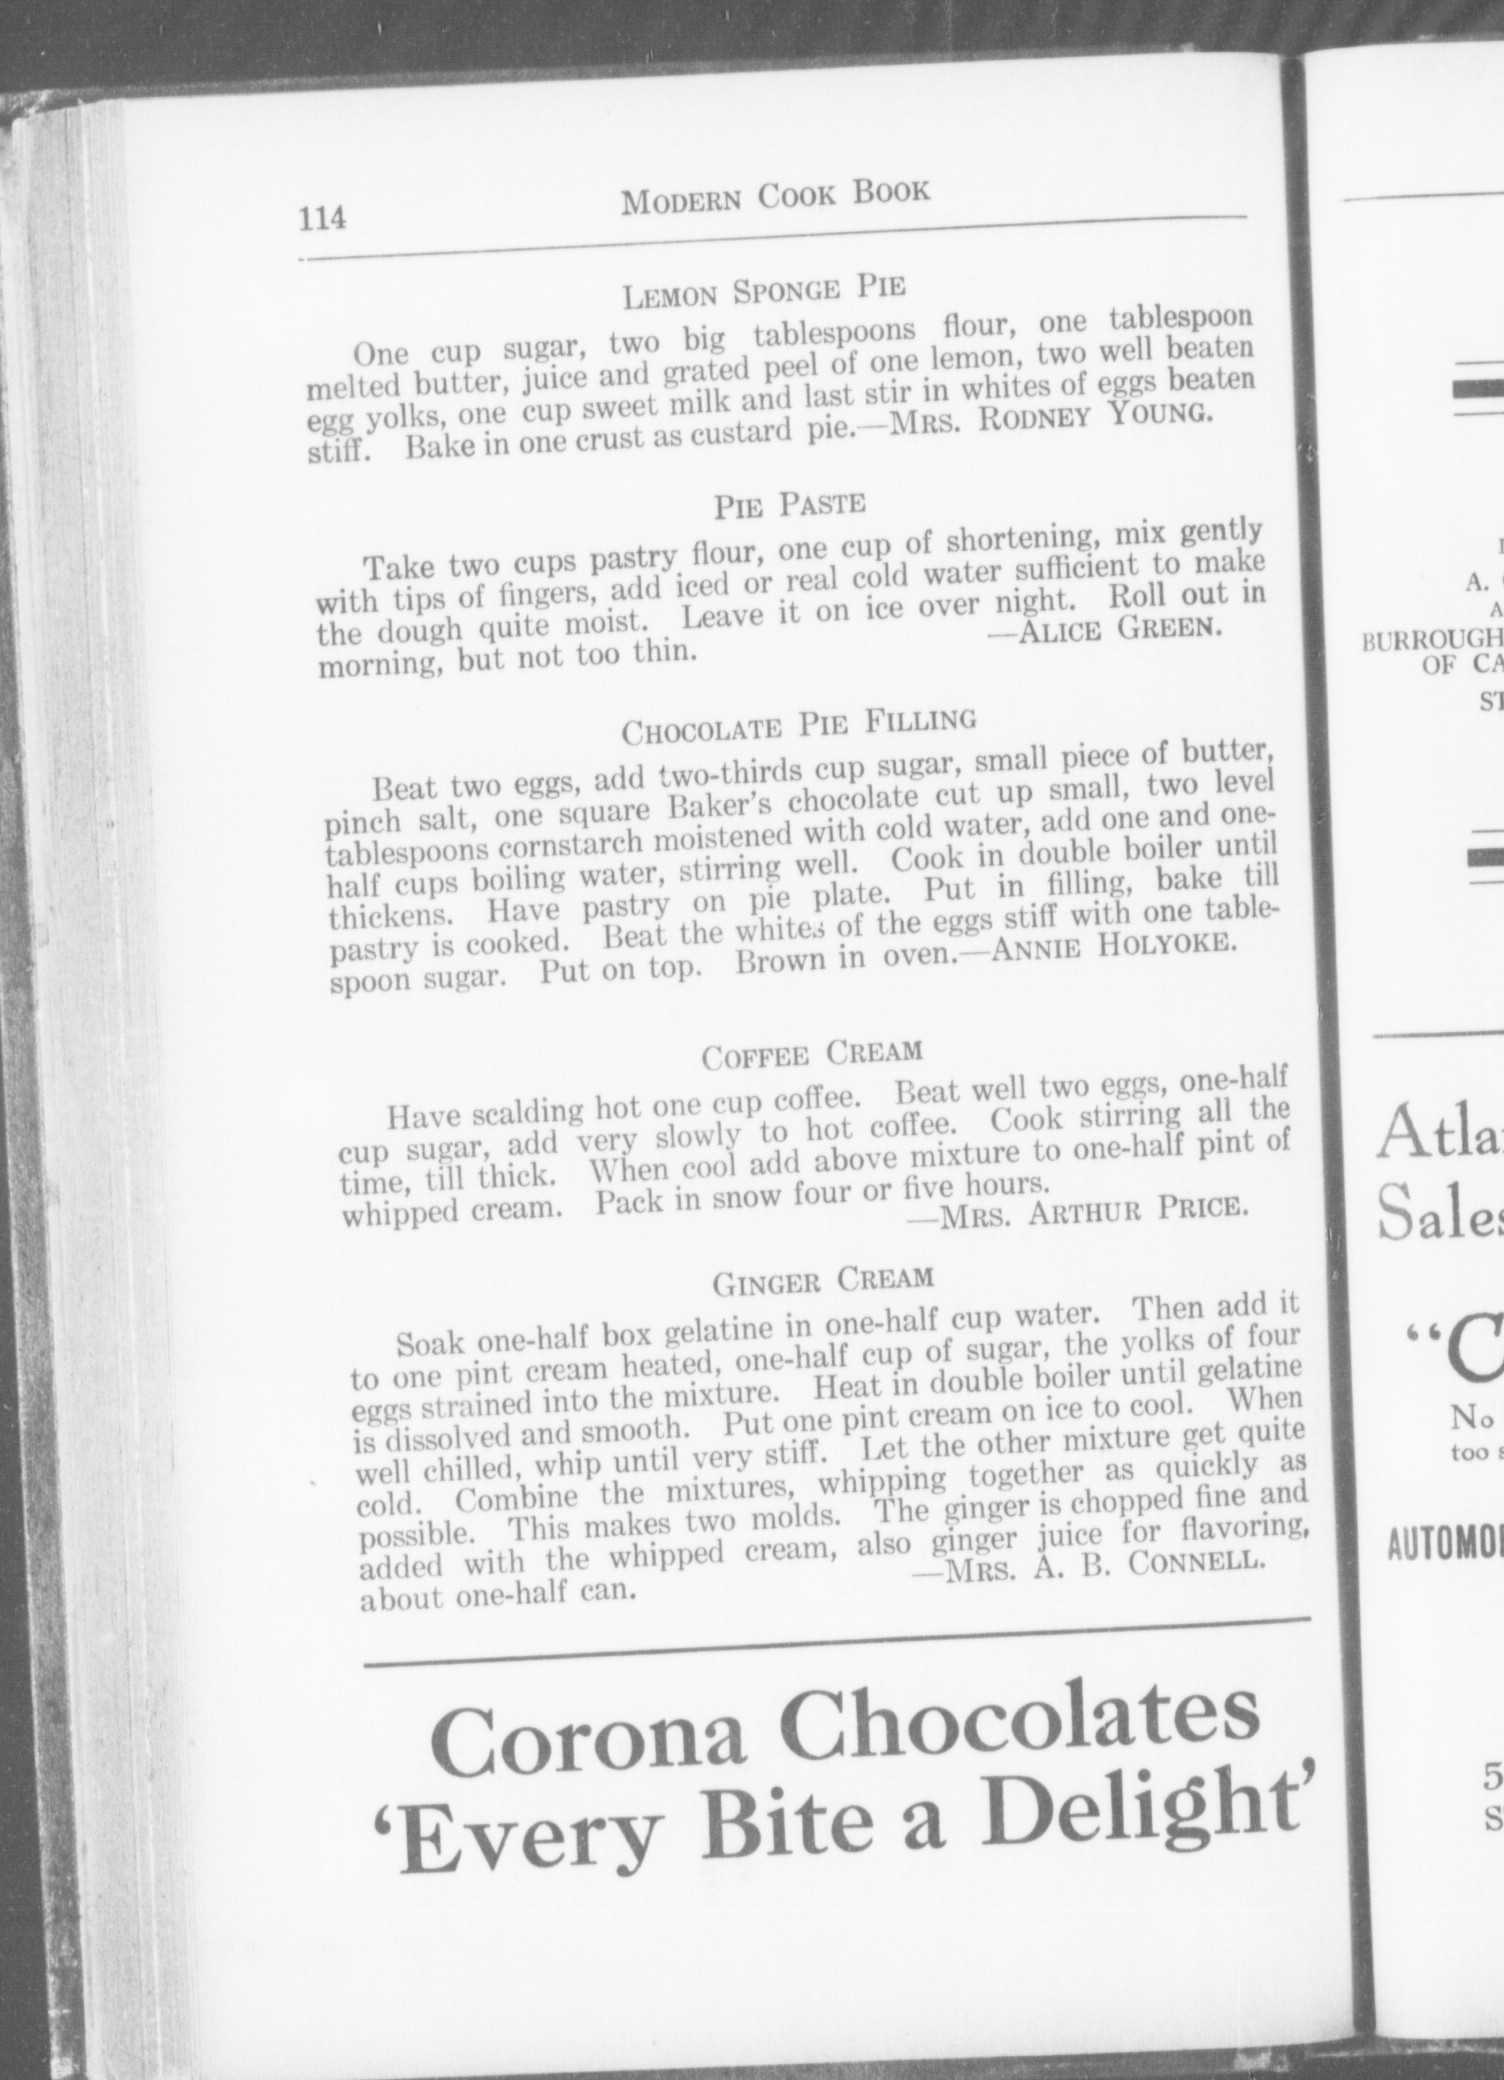 114
MODERN COOK BOOK
LEMON SPONGE PIE
One cup sugar, two big tablespoons flour, one tablespoon
melted butter, juice and grated peel of one lemon, two well beaten
egg yolks, one cup sweet milk and last stir in whites of eggs beaten
stiff. Bake in one crust as custard pie.—MRS. RODNEY YOUNG.
PIE PASTE
Take two cups pastry flour, one cup of shortening, mix gently
with tips of fingers, add iced or real cold water sufficient to make
the dough quite moist. Leave it on ice over night. Roll out in
morning, but not too thin. —ALICE GREEN.
CHOCOLATE PIE FILLING
Beat two eggs, add two-thirds cup sugar, small piece of butter,
pinch salt, one square Baker's chocolate cut up small, two level
tablespoons cornstarch moistened with cold water, add one and one-
half cups boiling water, stirring well. Cook in double boiler until
thickens. Have pastry on pie plate. Put in filling, bake till
pastry is cooked. Beat the whites of the eggs stiff with one table-
spoon sugar. Put on top. Brown in oven.—ANNIE HOLYOKE.
COFFEE CREAM
Have scalding hot one cup coffee. Beat well two eggs, one-half
cup sugar, add very slowly to hot coffee. Cook stirring all the
time, till thick. When cool add above mixture to one-half pint of
whipped cream. Pack in snow four or five hours.
—MRS. ARTHUR PRICE.
GINGER CREAM
Soak one-half box gelatine in one-half cup water. Then add it
to one pint cream heated, one-half cup of sugar, the yolks of four
eggs strained into the mixture. Heat in double boiler until gelatine
is dissolved and smooth. Put one pint cream on ice to cool. When
well chilled, whip until very stiff. Let the other mixture get quite
cold. Combine the mixtures, whipping together as quickly as
possible. This makes two molds. The ginger is chopped fine and
added with the whipped cream, also ginger juice for flavoring,
about one-half can. —MRS. A. B. CONNELL.
Corona Chocolates
'Every Bite a Delight'
A.
A
BURROUGH
OF CA
ST
Atla
Sales
"C
No
too s
AUTOMO
5
S